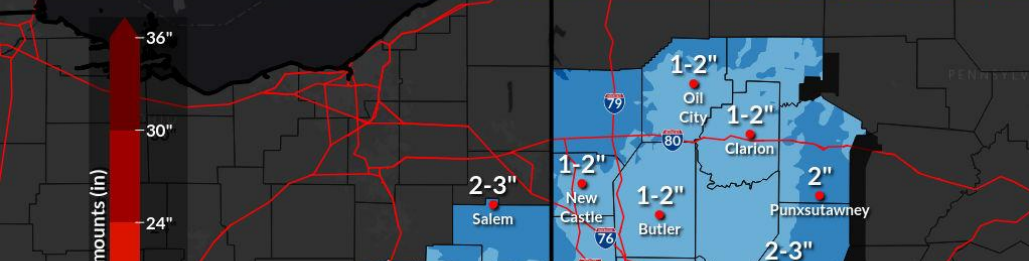 36"
30"
24"
mounts (in)
PENNSYLV
79
1-2"
Oil
City
1-2"
Clarion
80
2-3"
Salem
1-2"
New
Castle
1-2"
Butler
2"
Punxsutawney
76
2-3"